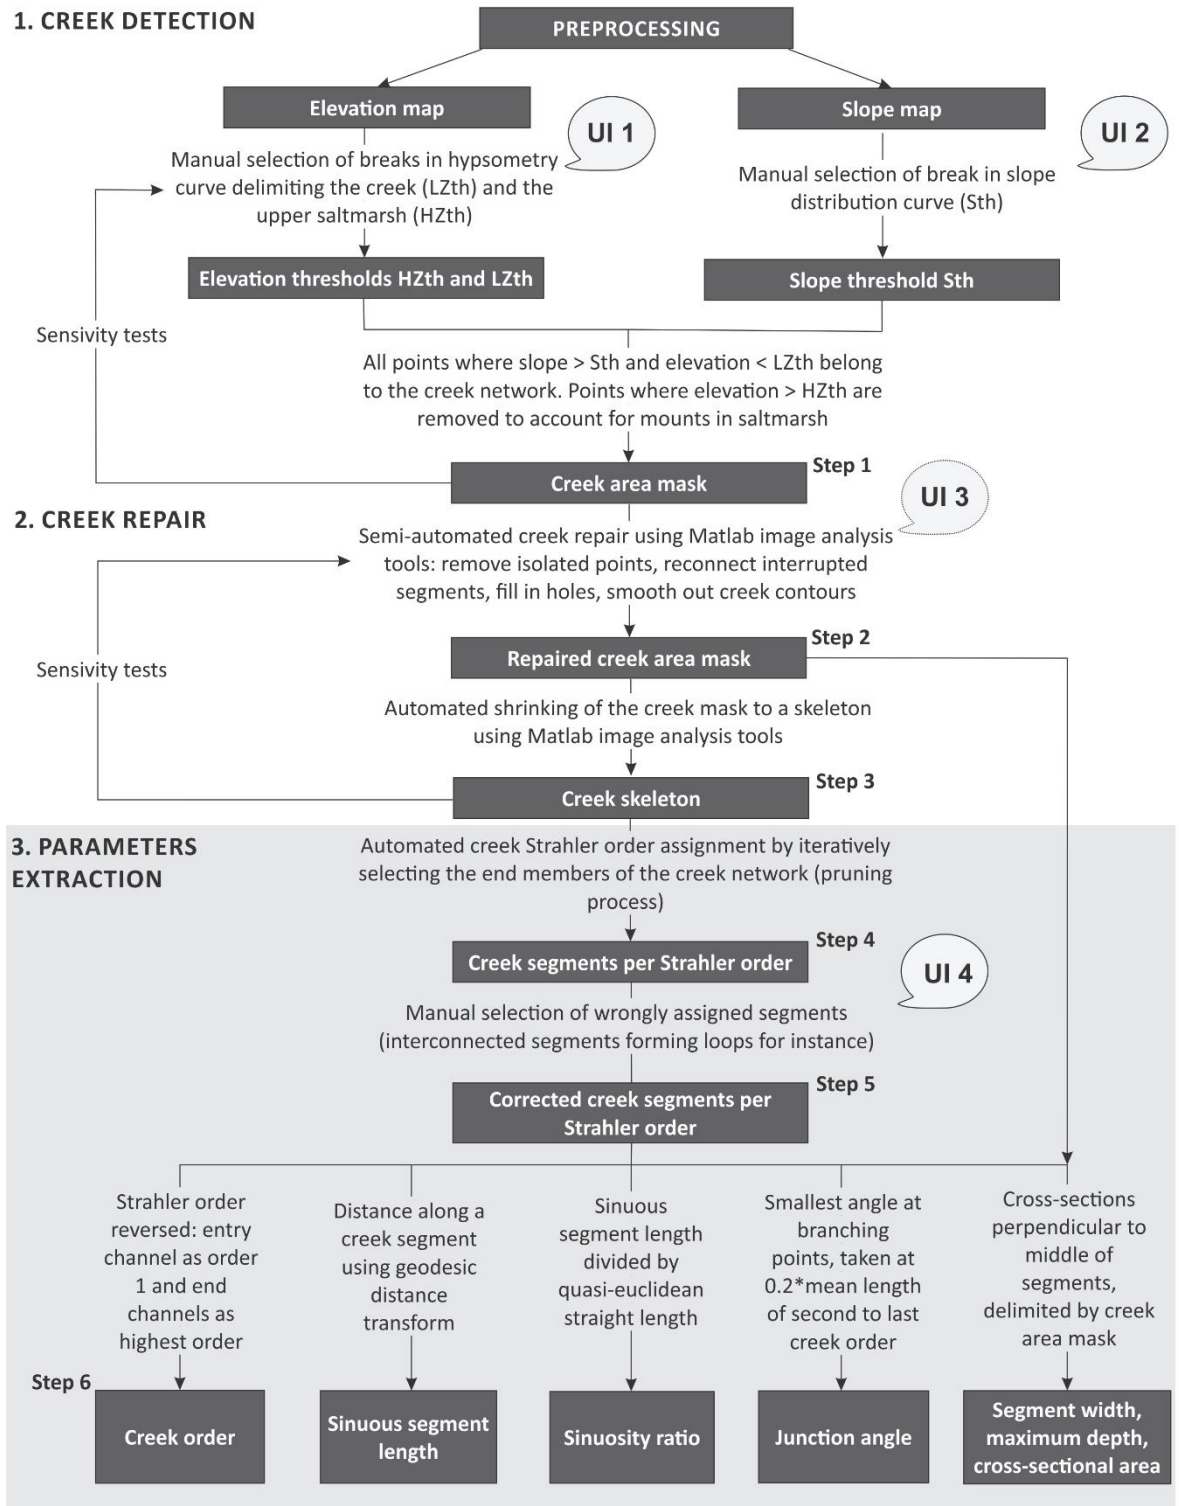 1. CREEK DETECTION
PREPROCESSING
Elevation map
UI 1
Slope map
UI 2
Manual selection of breaks in hypsometry
curve delimiting the creek (LZth) and the
upper saltmarsh (HZth)
Manual selection of break in slope
distribution curve (Sth)
Elevation thresholds HZth and LZth
Slope threshold Sth
Sensivity tests
All points where slope > Sth and elevation < LZth belong
to the creek network. Points where elevation > HZth are
removed to account for mounts in saltmarsh
Step 1
Creek area mask
UI 3
2. CREEK REPAIR
Semi-automated creek repair using Matlab image analysis
tools: remove isolated points, reconnect interrupted
segments, fill in holes, smooth out creek contours
Step 2
Repaired creek area mask
Sensivity tests
Automated shrinking of the creek mask to a skeleton
using Matlab image analysis tools
Step 3
Creek skeleton
3. PARAMETERS
EXTRACTION
Automated creek Strahler order assignment by iteratively
selecting the end members of the creek network (pruning
process)
Step 4
Creek segments per Strahler order
UI 4
Manual selection of wrongly assigned segments
(interconnected segments forming loops for instance)
Step 5
Corrected creek segments per
Strahler order
Strahler order
reversed: entry
channel as order
1 and end
channels as
highest order
Distance along a
creek segment
using geodesic
distance
transform
Sinuous
segment length
divided by
quasi-euclidean
straight length
Smallest angle at
branching
points, taken at
0.2*mean length
of second to last
creek order
Cross-sections
perpendicular to
middle of
segments,
delimited by creek
area mask
Step 6
Creek order
Sinuous segment
length
Sinuosity ratio
Junction angle
Segment width,
maximum depth,
cross-sectional area